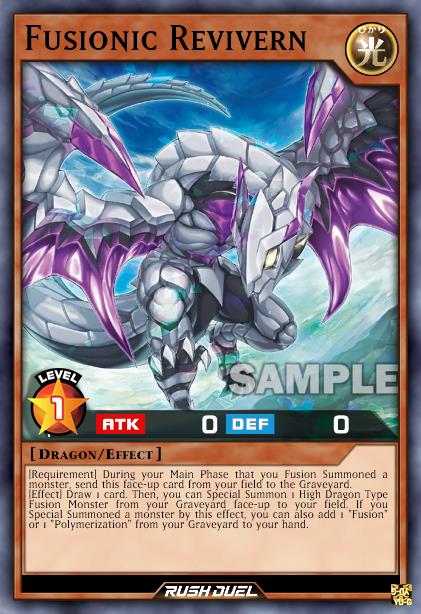 Fusionic Revivern
ひかり
光
SAMPLE
LEVEL
1
ATK 0 DEF 0
[Dragon/Effect]
[Requirement] During your Main Phase that you Fusion Summoned a
monster, send this face-up card from your field to the Graveyard.
[Effect] Draw 1 card. Then, you can Special Summon 1 High Dragon Type
Fusion Monster from your Graveyard face-up to your field. If you
Special Summoned a monster by this effect, you can also add 1 "Fusion"
or 1 "Polymerization" from your Graveyard to your hand.
RUSH DUEL